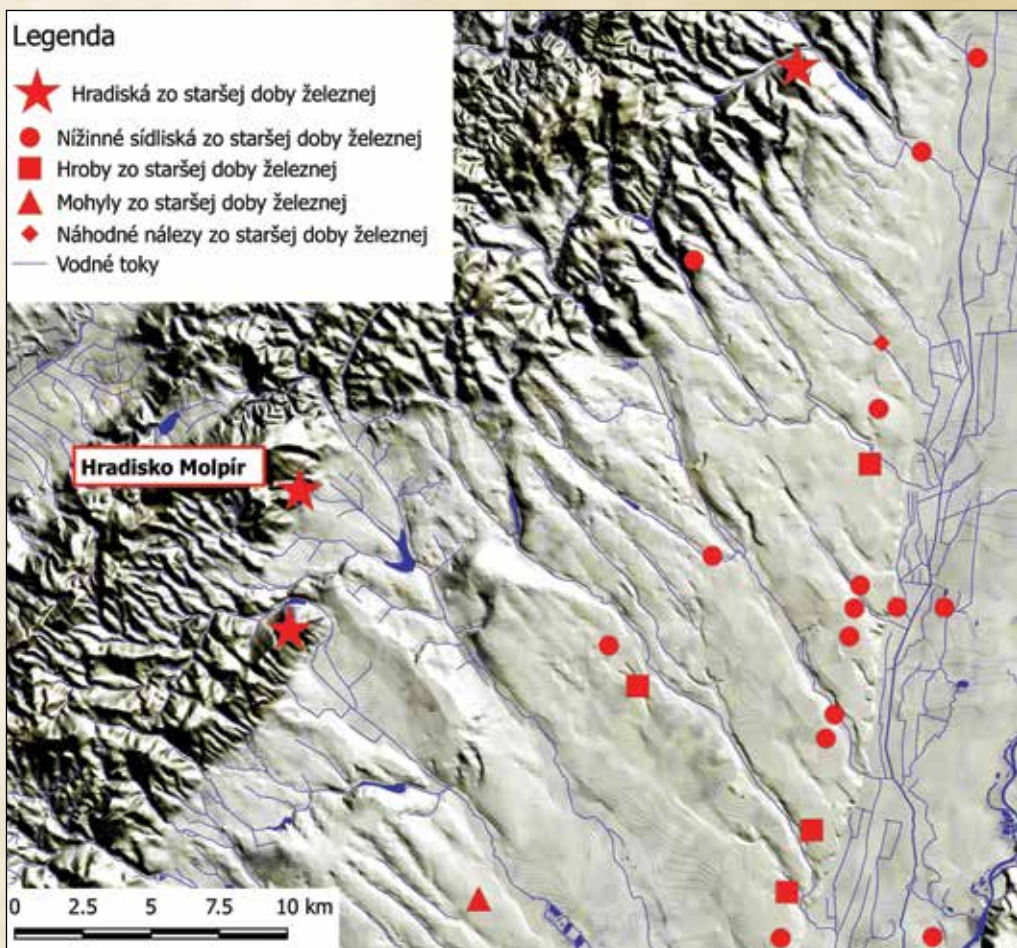 Legenda
Hradiská zo staršej doby železnej
Nížinné sídliská zo staršej doby železnej
Hroby zo staršej doby železnej
Mohyly zo staršej doby železnej
Náhodné nálezy zo staršej doby železnej
Vodné toky
Hradisko Molpír
0 2.5 5 7.5 10 km